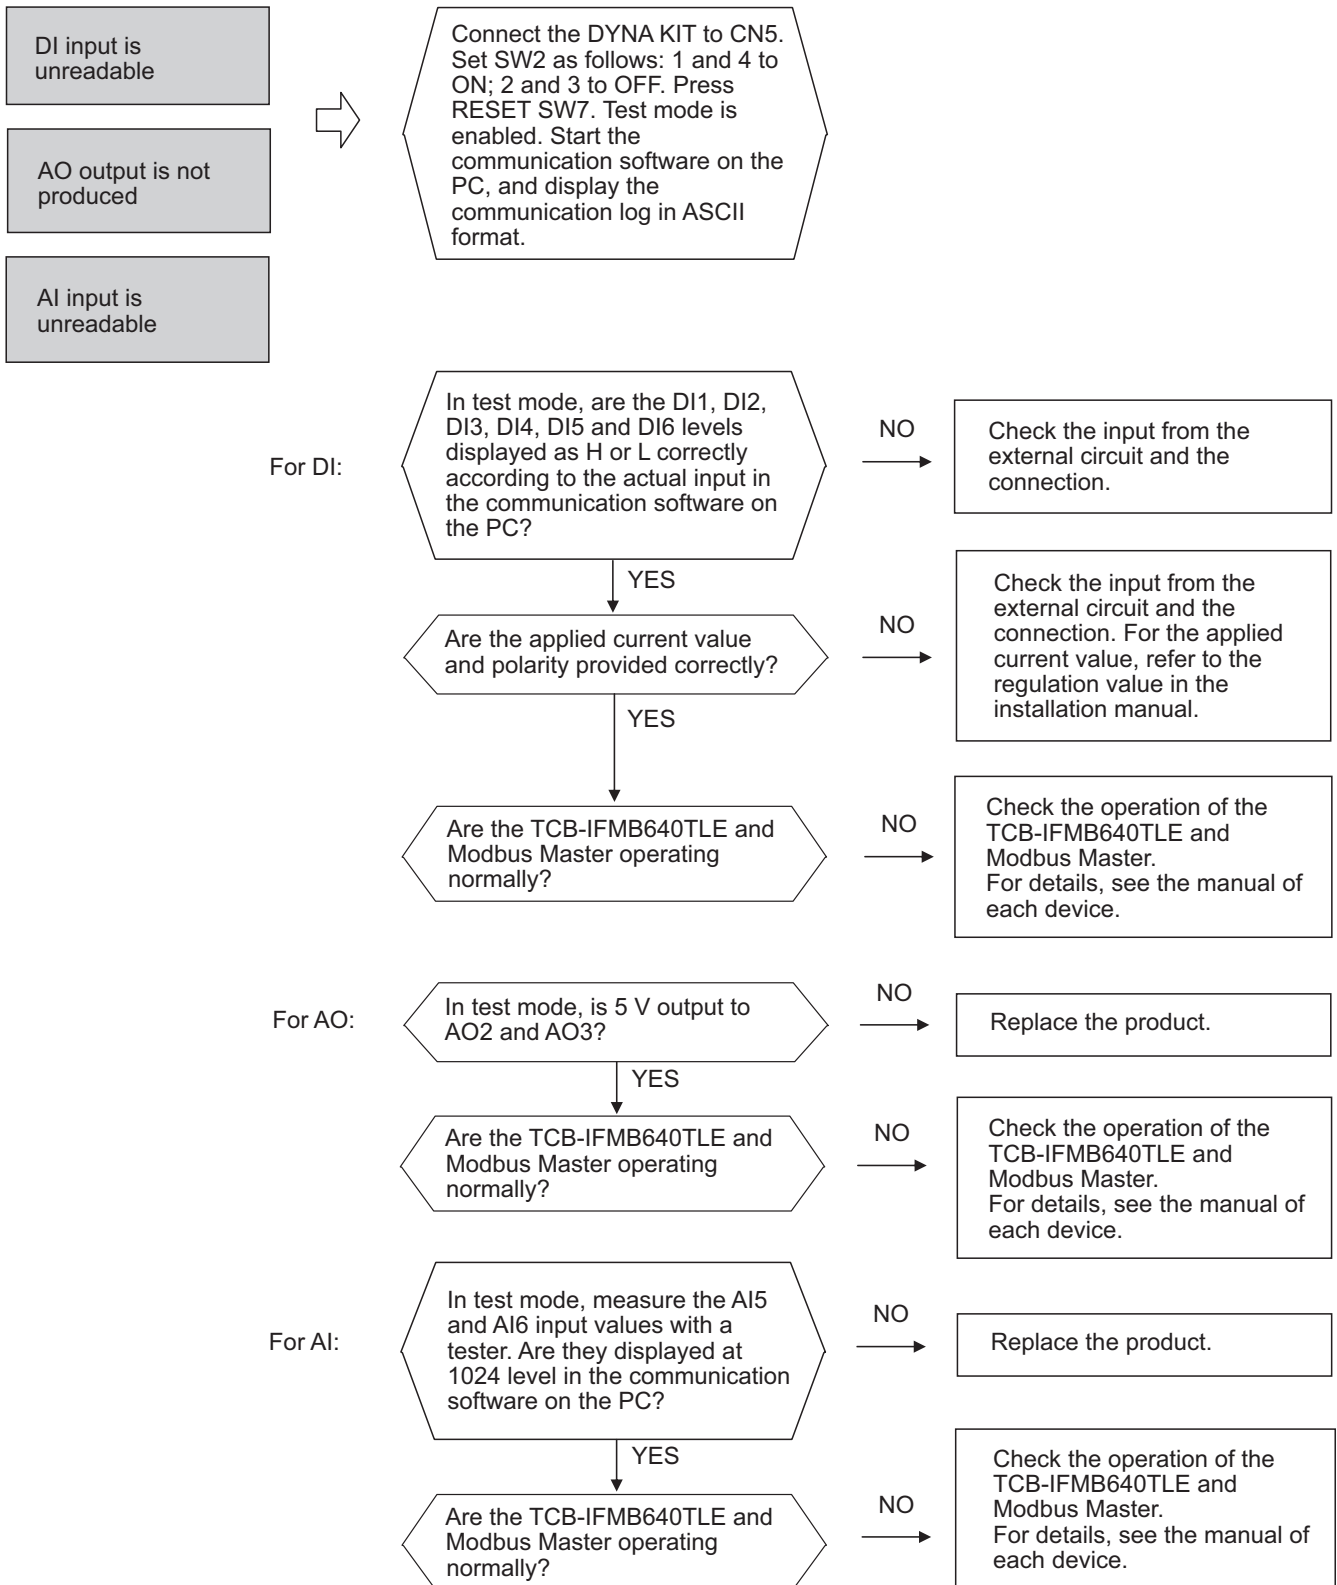 DI input is
unreadable
AO output is not
produced
AI input is
unreadable
Connect the DYNA KIT to CN5.
Set SW2 as follows: 1 and 4 to
ON; 2 and 3 to OFF. Press
RESET SW7. Test mode is
enabled. Start the
communication software on the
PC, and display the
communication log in ASCII
format.
For DI:
In test mode, are the DI1, DI2,
DI3, DI4, DI5 and DI6 levels
displayed as H or L correctly
according to the actual input in
the communication software on
the PC?
NO
Check the input from the
external circuit and the
connection.
YES
Are the applied current value
and polarity provided correctly?
NO
Check the input from the
external circuit and the
connection. For the applied
current value, refer to the
regulation value in the
installation manual.
YES
Are the TCB-IFMB640TLE and
Modbus Master operating
normally?
NO
Check the operation of the
TCB-IFMB640TLE and
Modbus Master.
For details, see the manual of
each device.
For AO:
In test mode, is 5 V output to
AO2 and AO3?
NO
Replace the product.
YES
Are the TCB-IFMB640TLE and
Modbus Master operating
normally?
NO
Check the operation of the
TCB-IFMB640TLE and
Modbus Master.
For details, see the manual of
each device.
For AI:
In test mode, measure the AI5
and AI6 input values with a
tester. Are they displayed at
1024 level in the communication
software on the PC?
NO
Replace the product.
YES
Are the TCB-IFMB640TLE and
Modbus Master operating
normally?
NO
Check the operation of the
TCB-IFMB640TLE and
Modbus Master.
For details, see the manual of
each device.